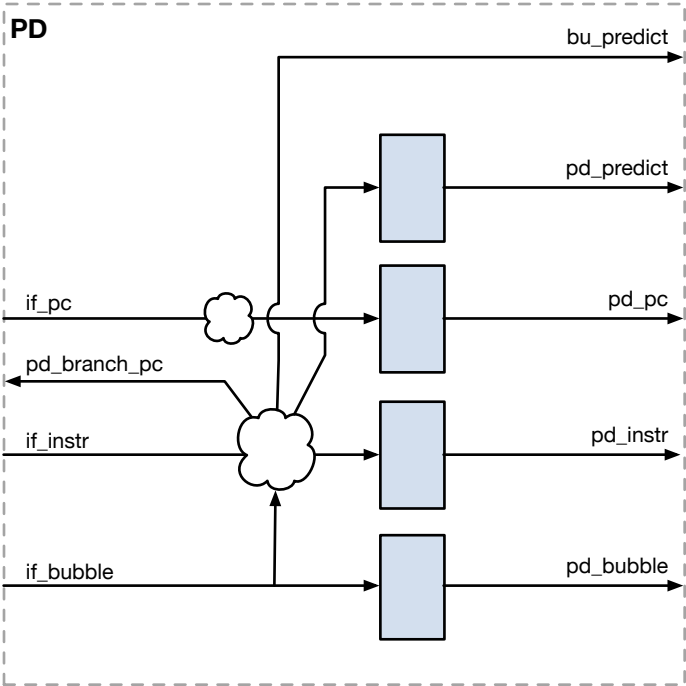 PD
bu_predict
pd_predict
if_pc
pd_pc
pd_branch_pc
if_instr
pd_instr
if_bubble
pd_bubble